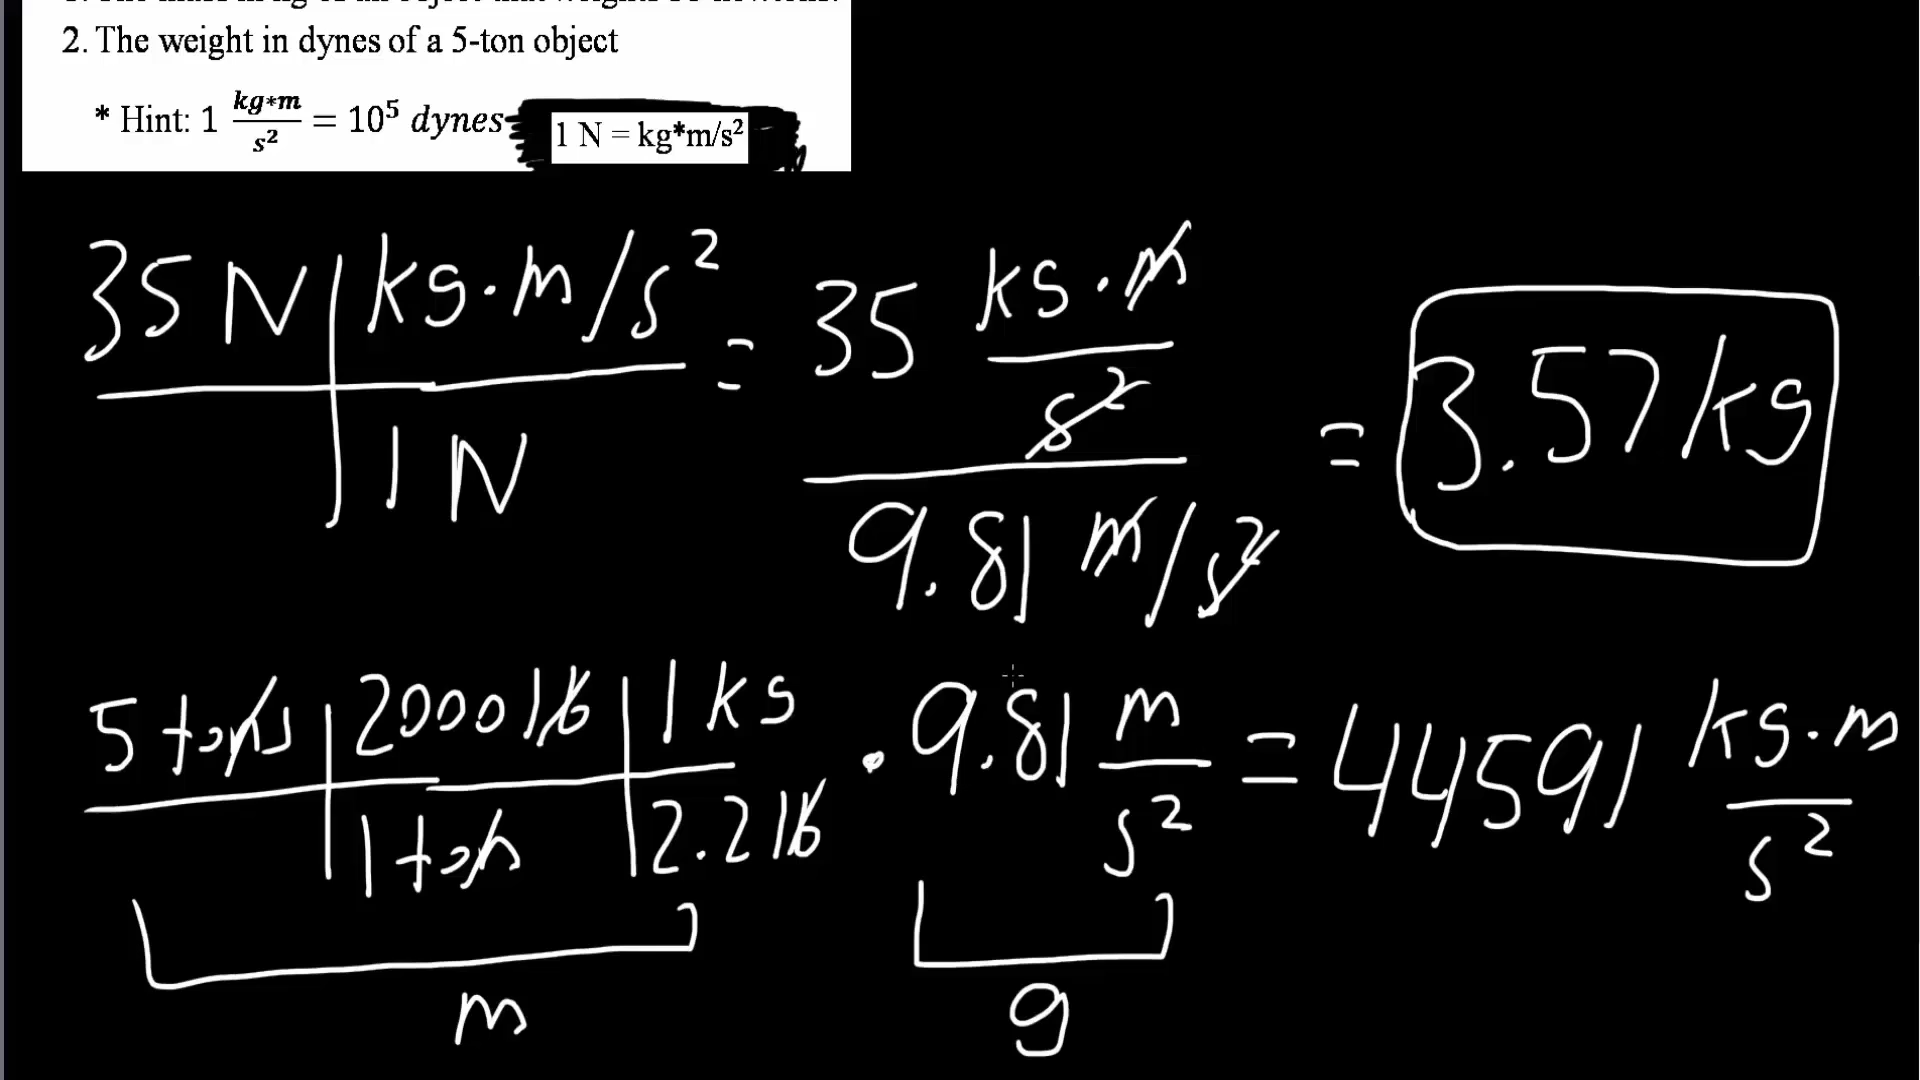 2. The weight in dynes of a 5-ton object
* Hint: 1 kg*m/s² = 10⁵ dynes
1 N = kg*m/s²
35 N | kg·m/s² / 1 N = 35 kg·m/s² / 9.81 m/s² = 3.57 kg
5 tons | 2000 lb / 1 ton | 1 kg / 2.2 lb · 9.81 m/s² = 44591 kg·m/s²
m
g